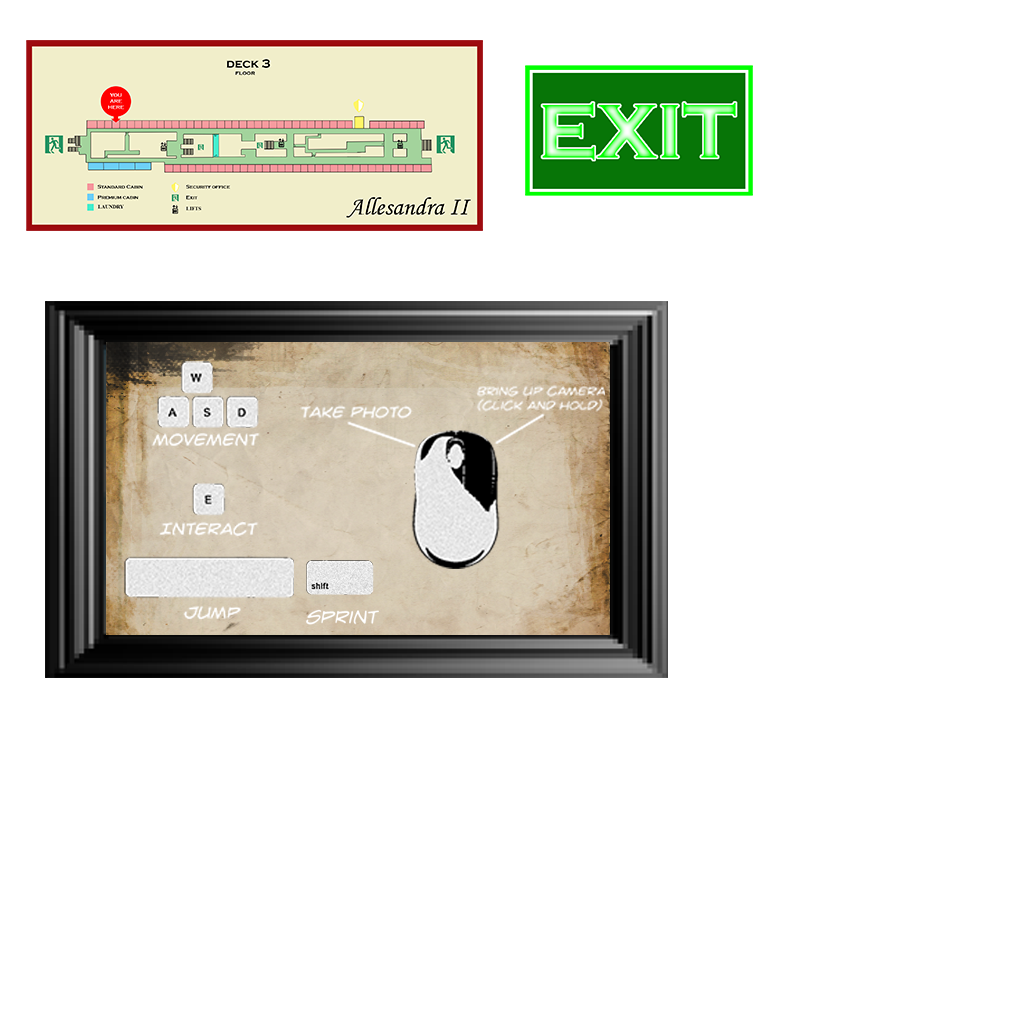 DECK 3
FLOOR
YOU
ARE
HERE
STANDARD CABIN
PREMIUM CABIN
LAUNDRY
SECURITY OFFICE
EXIT
LIFTS
Allesandra II
EXIT
W
A S D
MOVEMENT
E
INTERACT
JUMP
shift
SPRINT
TAKE PHOTO
BRING UP CAMERA
(CLICK AND HOLD)